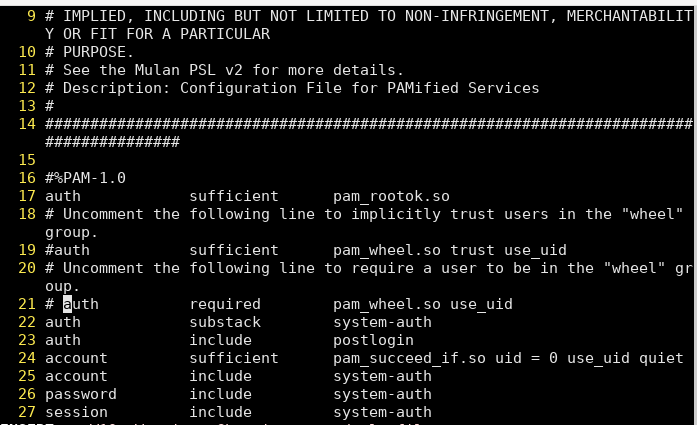 9 # IMPLIED, INCLUDING BUT NOT LIMITED TO NON-INFRINGEMENT, MERCHANTABILIT
Y OR FIT FOR A PARTICULAR
10 # PURPOSE.
11 # See the Mulan PSL v2 for more details.
12 # Description: Configuration File for PAMified Services
13 #
14 ########################################################################
###############
15
16 #%PAM-1.0
17 auth            sufficient      pam_rootok.so
18 # Uncomment the following line to implicitly trust users in the "wheel"
group.
19 #auth           sufficient      pam_wheel.so trust use_uid
20 # Uncomment the following line to require a user to be in the "wheel" gr
oup.
21 # auth          required        pam_wheel.so use_uid
22 auth            substack        system-auth
23 auth            include         postlogin
24 account         sufficient      pam_succeed_if.so uid = 0 use_uid quiet
25 account         include         system-auth
26 password        include         system-auth
27 session         include         system-auth